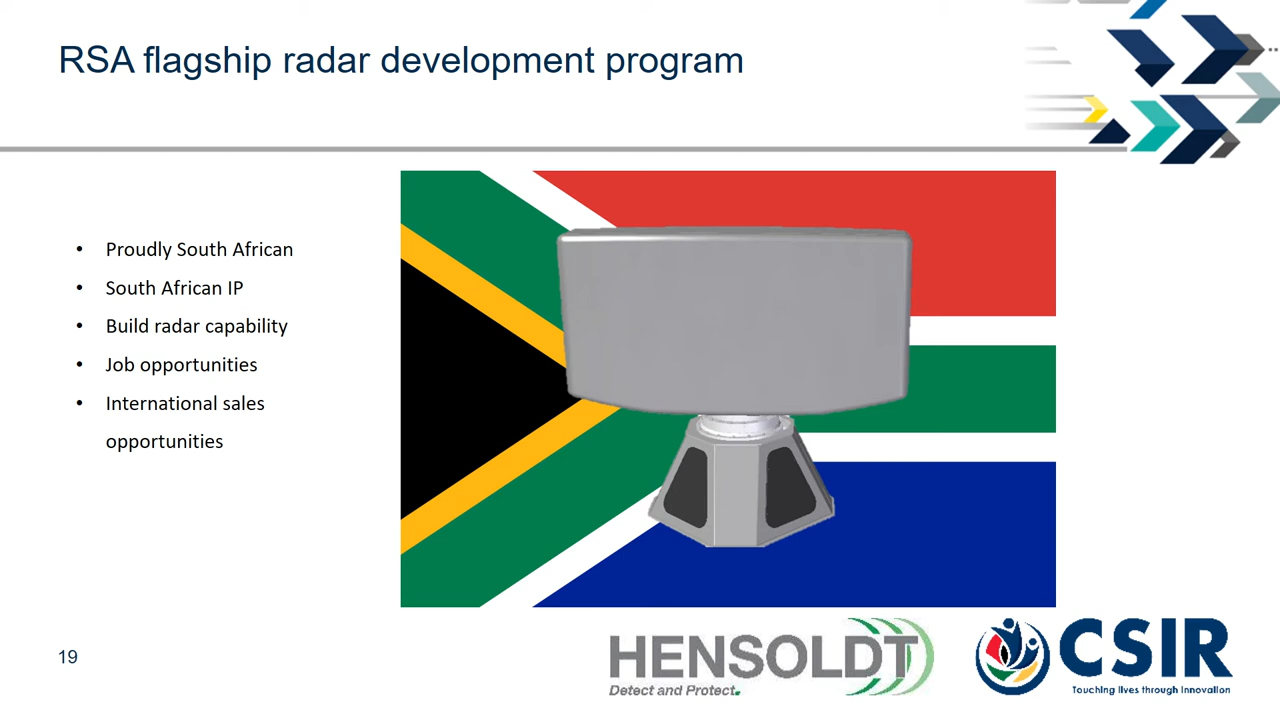 RSA flagship radar development program
• Proudly South African
• South African IP
• Build radar capability
• Job opportunities
• International sales
opportunities
19
HENSOLDT
Detect and Protect.
CSIR
Touching lives through innovation